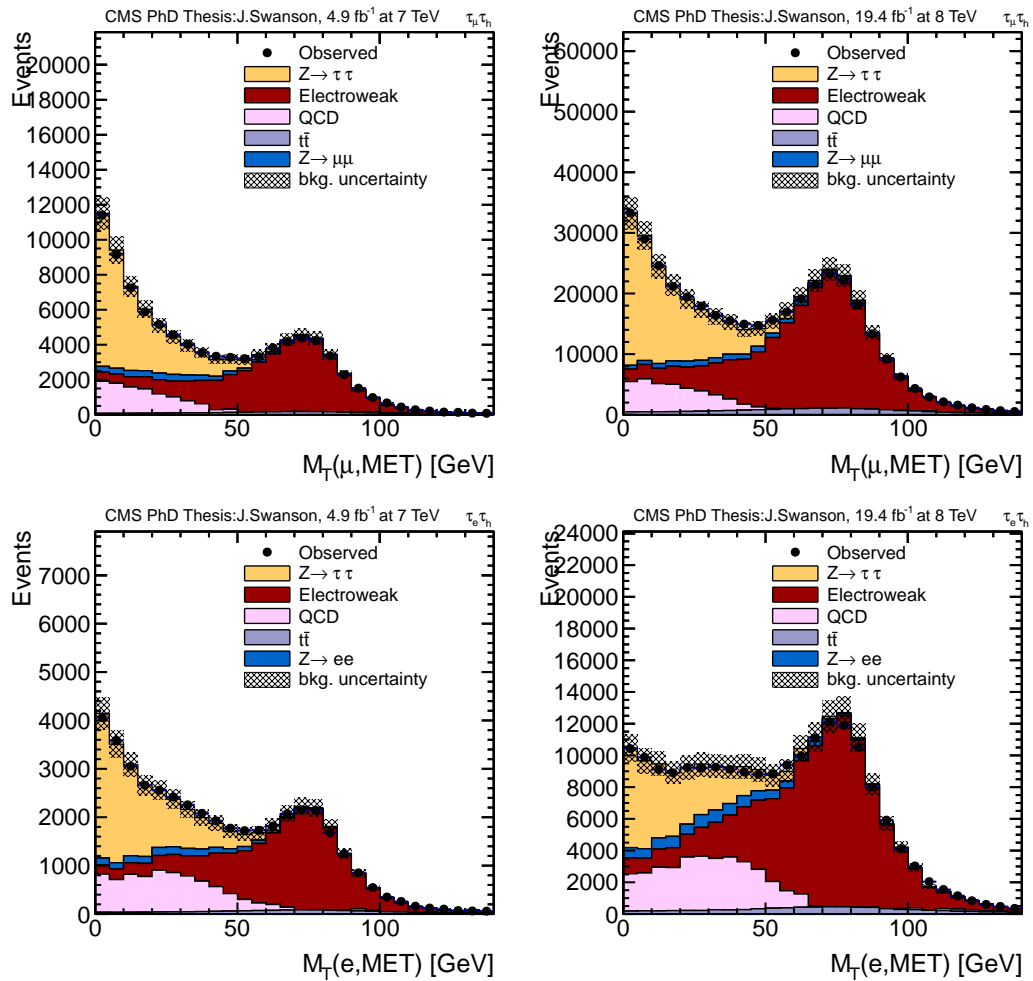 CMS PhD Thesis:J.Swanson, 4.9 fb⁻¹ at 7 TeV τμτh
Events
20000
18000
16000
14000
12000
10000
8000
6000
4000
2000
0
Observed
Z→ τ τ
Electroweak
QCD
tt̄
Z→ μμ
bkg. uncertainty
0 50 100
M_T(μ,MET) [GeV]
CMS PhD Thesis:J.Swanson, 19.4 fb⁻¹ at 8 TeV τμτh
Events
60000
50000
40000
30000
20000
10000
0
Observed
Z→ τ τ
Electroweak
QCD
tt̄
Z→ μμ
bkg. uncertainty
0 50 100
M_T(μ,MET) [GeV]
CMS PhD Thesis:J.Swanson, 4.9 fb⁻¹ at 7 TeV τeτh
Events
7000
6000
5000
4000
3000
2000
1000
0
Observed
Z→ τ τ
Electroweak
QCD
tt̄
Z→ ee
bkg. uncertainty
0 50 100
M_T(e,MET) [GeV]
CMS PhD Thesis:J.Swanson, 19.4 fb⁻¹ at 8 TeV τeτh
Events
24000
22000
20000
18000
16000
14000
12000
10000
8000
6000
4000
2000
0
Observed
Z→ τ τ
Electroweak
QCD
tt̄
Z→ ee
bkg. uncertainty
0 50 100
M_T(e,MET) [GeV]